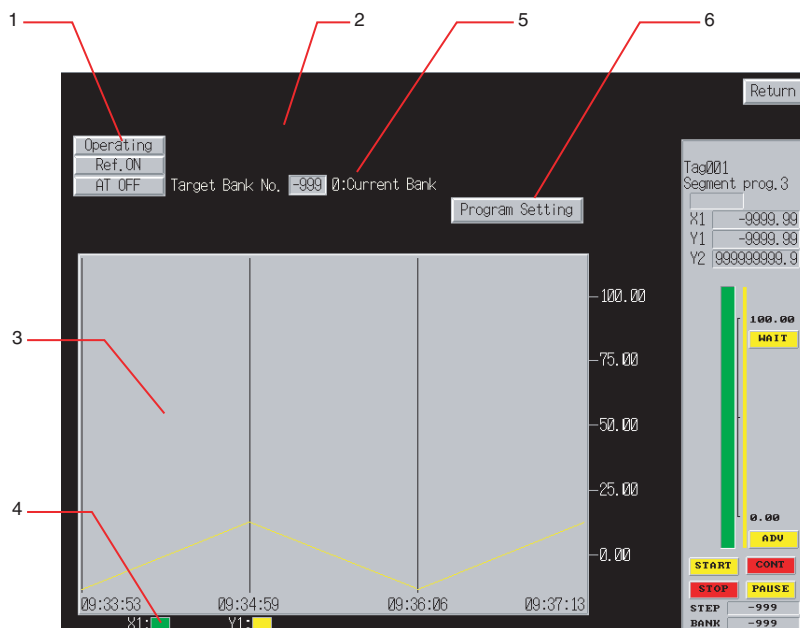 1
2
5
6
Return
Operating
Ref.ON
AT OFF
Target Bank No. -999 0:Current Bank
Program Setting
Tag001
Segment prog.3
X1 -9999.99
Y1 -9999.99
Y2 999999999.9
100.00
75.00
50.00
25.00
0.00
3
4
09:33:53 09:34:59 09:36:06 09:37:13
X1: Y1:
100.00
WAIT
0.00
ADV
START CONT
STOP PAUSE
STEP -999
BANK -999